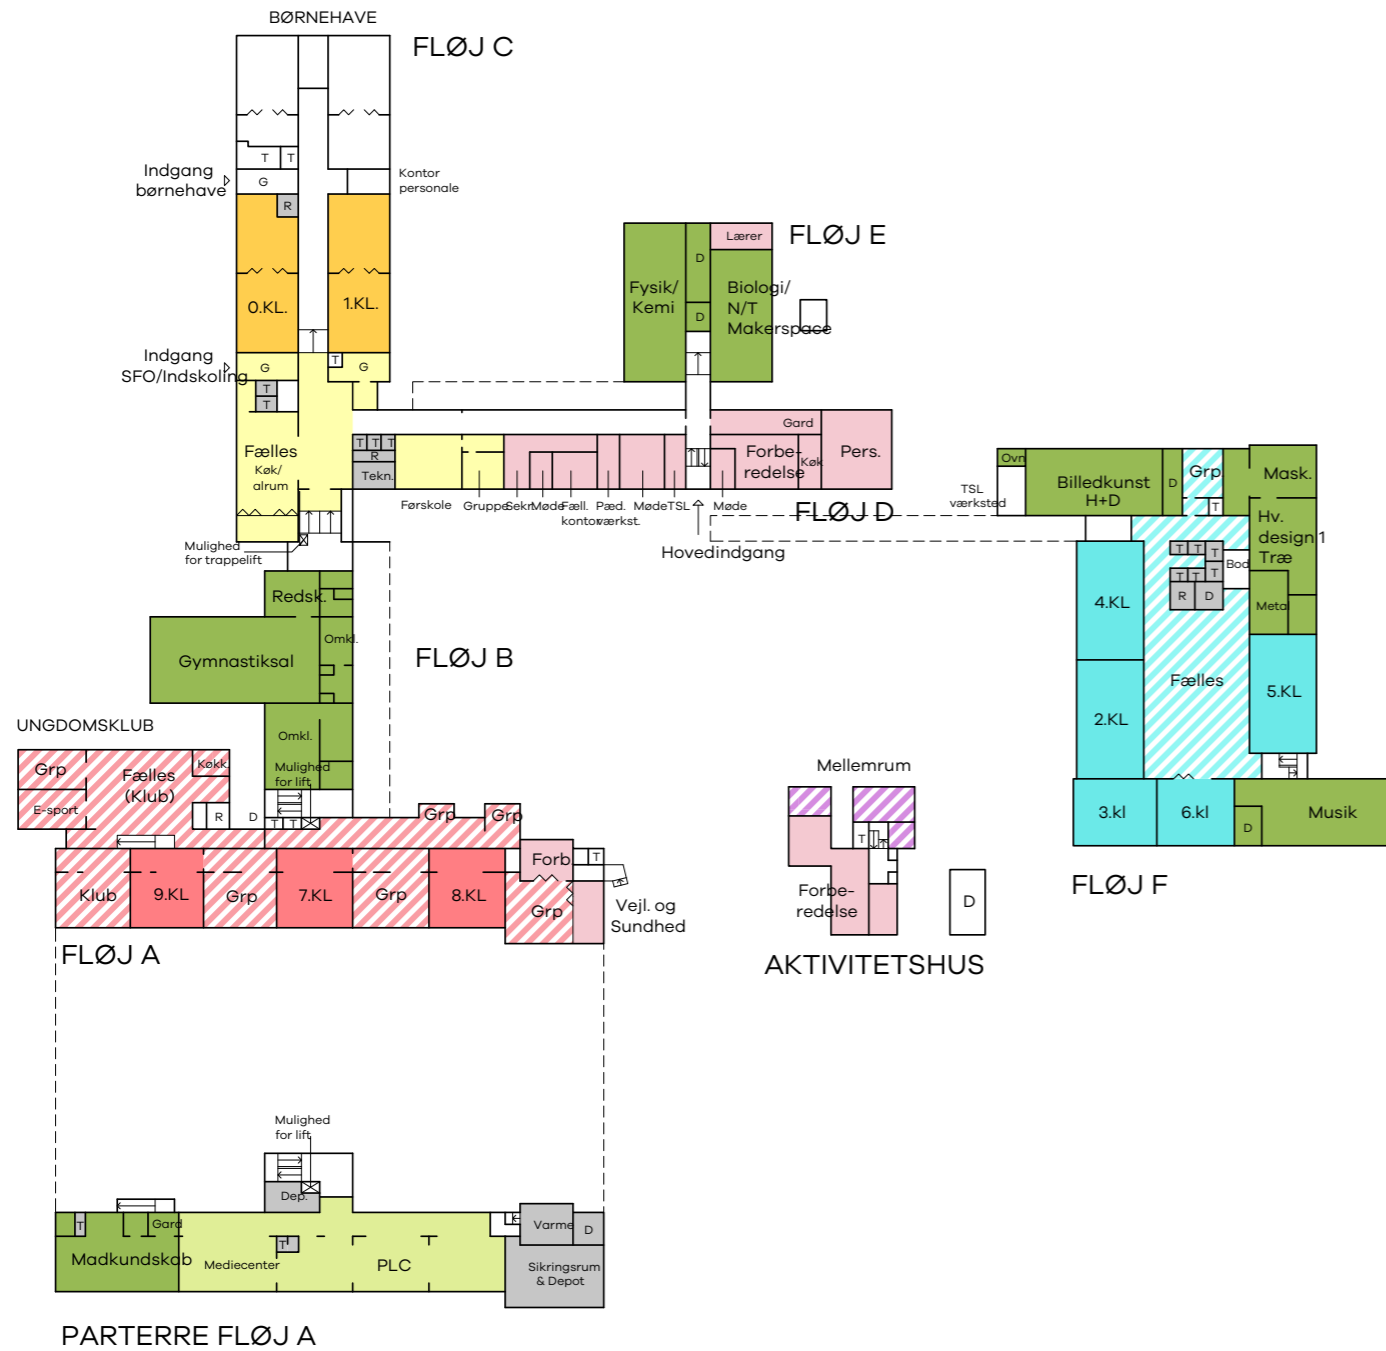 BØRNEHAVE
FLØJ C
T
T
Indgang
børnehave
G
Kontor
personale
R
0.KL.
1.KL.
Indgang
SFO/Indskoling
G
T
G
T
T
Fælles
Køk/
alrum
T T T
R
Tekn.
Førskole
Gruppe
Sekr.
Møde
Fæll.
kontor
Pæd.
værkst.
Møde
TSL
Møde
Mulighed
for trappelift
FLØJ E
Lærer
D
Fysik/
Kemi
Biologi/
N/T
Makerspace
D
Gard
Forbe-
redelse
Køk
Pers.
FLØJ D
Hovedindgang
Redsk.
Omkl.
Gymnastiksal
FLØJ B
Omkl.
Mulighed
for lift
UNGDOMSKLUB
Grp
Fælles
(Klub)
Køkk.
E-sport
R
D
T T
Grp
Grp
Forb.
T
Klub
9.KL
Grp
7.KL
Grp
8.KL
Grp
Vejl. og
Sundhed
FLØJ A
Ovn
TSL
værksted
Billedkunst
H+D
D
Grp
T
Mask.
Hv.
design 1
Træ
T T T
Bod
T T T
R D
Metal
4.KL
Fælles
2.KL
5.KL
3.kl
6.kl
D
Musik
FLØJ F
Mellemrum
T
Forbe-
redelse
D
AKTIVITETSHUS
Mulighed
for lift
Dep.
T
Gard
Madkundskab
Mediecenter
T
PLC
Varme
D
Sikringsrum
& Depot
PARTERRE FLØJ A